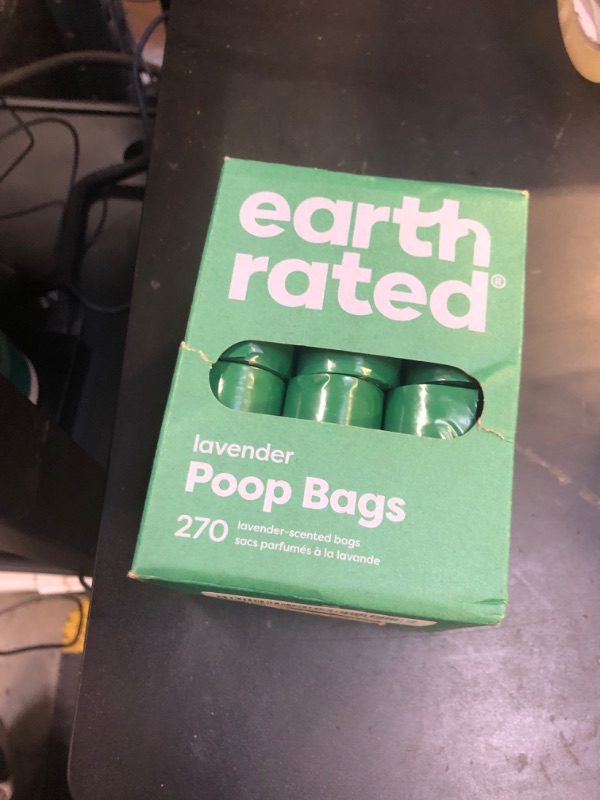 earth
rated®
lavender
Poop Bags
270
lavender-scented bags
sacs parfumés à la lavande